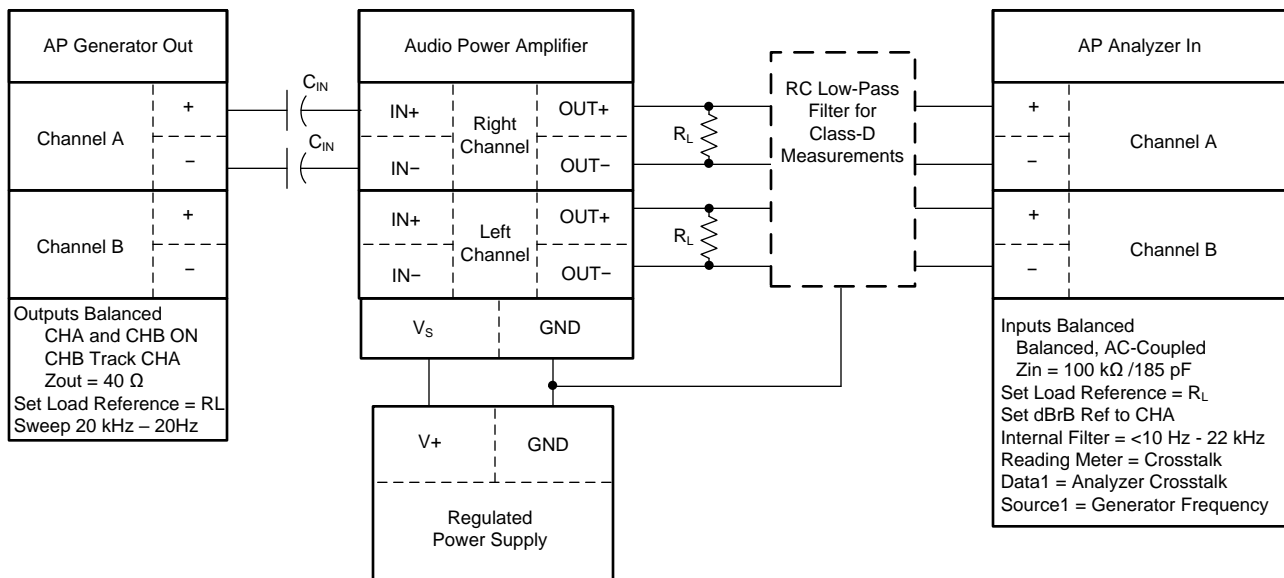 AP Generator Out
Channel A
+
−
Channel B
+
−
Outputs Balanced
CHA and CHB ON
CHB Track CHA
Zout = 40 Ω
Set Load Reference = RL
Sweep 20 kHz – 20Hz
CIN
CIN
Audio Power Amplifier
IN+
IN−
Right
Channel
OUT+
OUT−
IN+
IN−
Left
Channel
OUT+
OUT−
VS
GND
V+
GND
Regulated
Power Supply
RL
RL
RC Low-Pass
Filter for
Class-D
Measurements
AP Analyzer In
+
−
Channel A
+
−
Channel B
Inputs Balanced
Balanced, AC-Coupled
Zin = 100 kΩ /185 pF
Set Load Reference = RL
Set dBrB Ref to CHA
Internal Filter = <10 Hz - 22 kHz
Reading Meter = Crosstalk
Data1 = Analyzer Crosstalk
Source1 = Generator Frequency